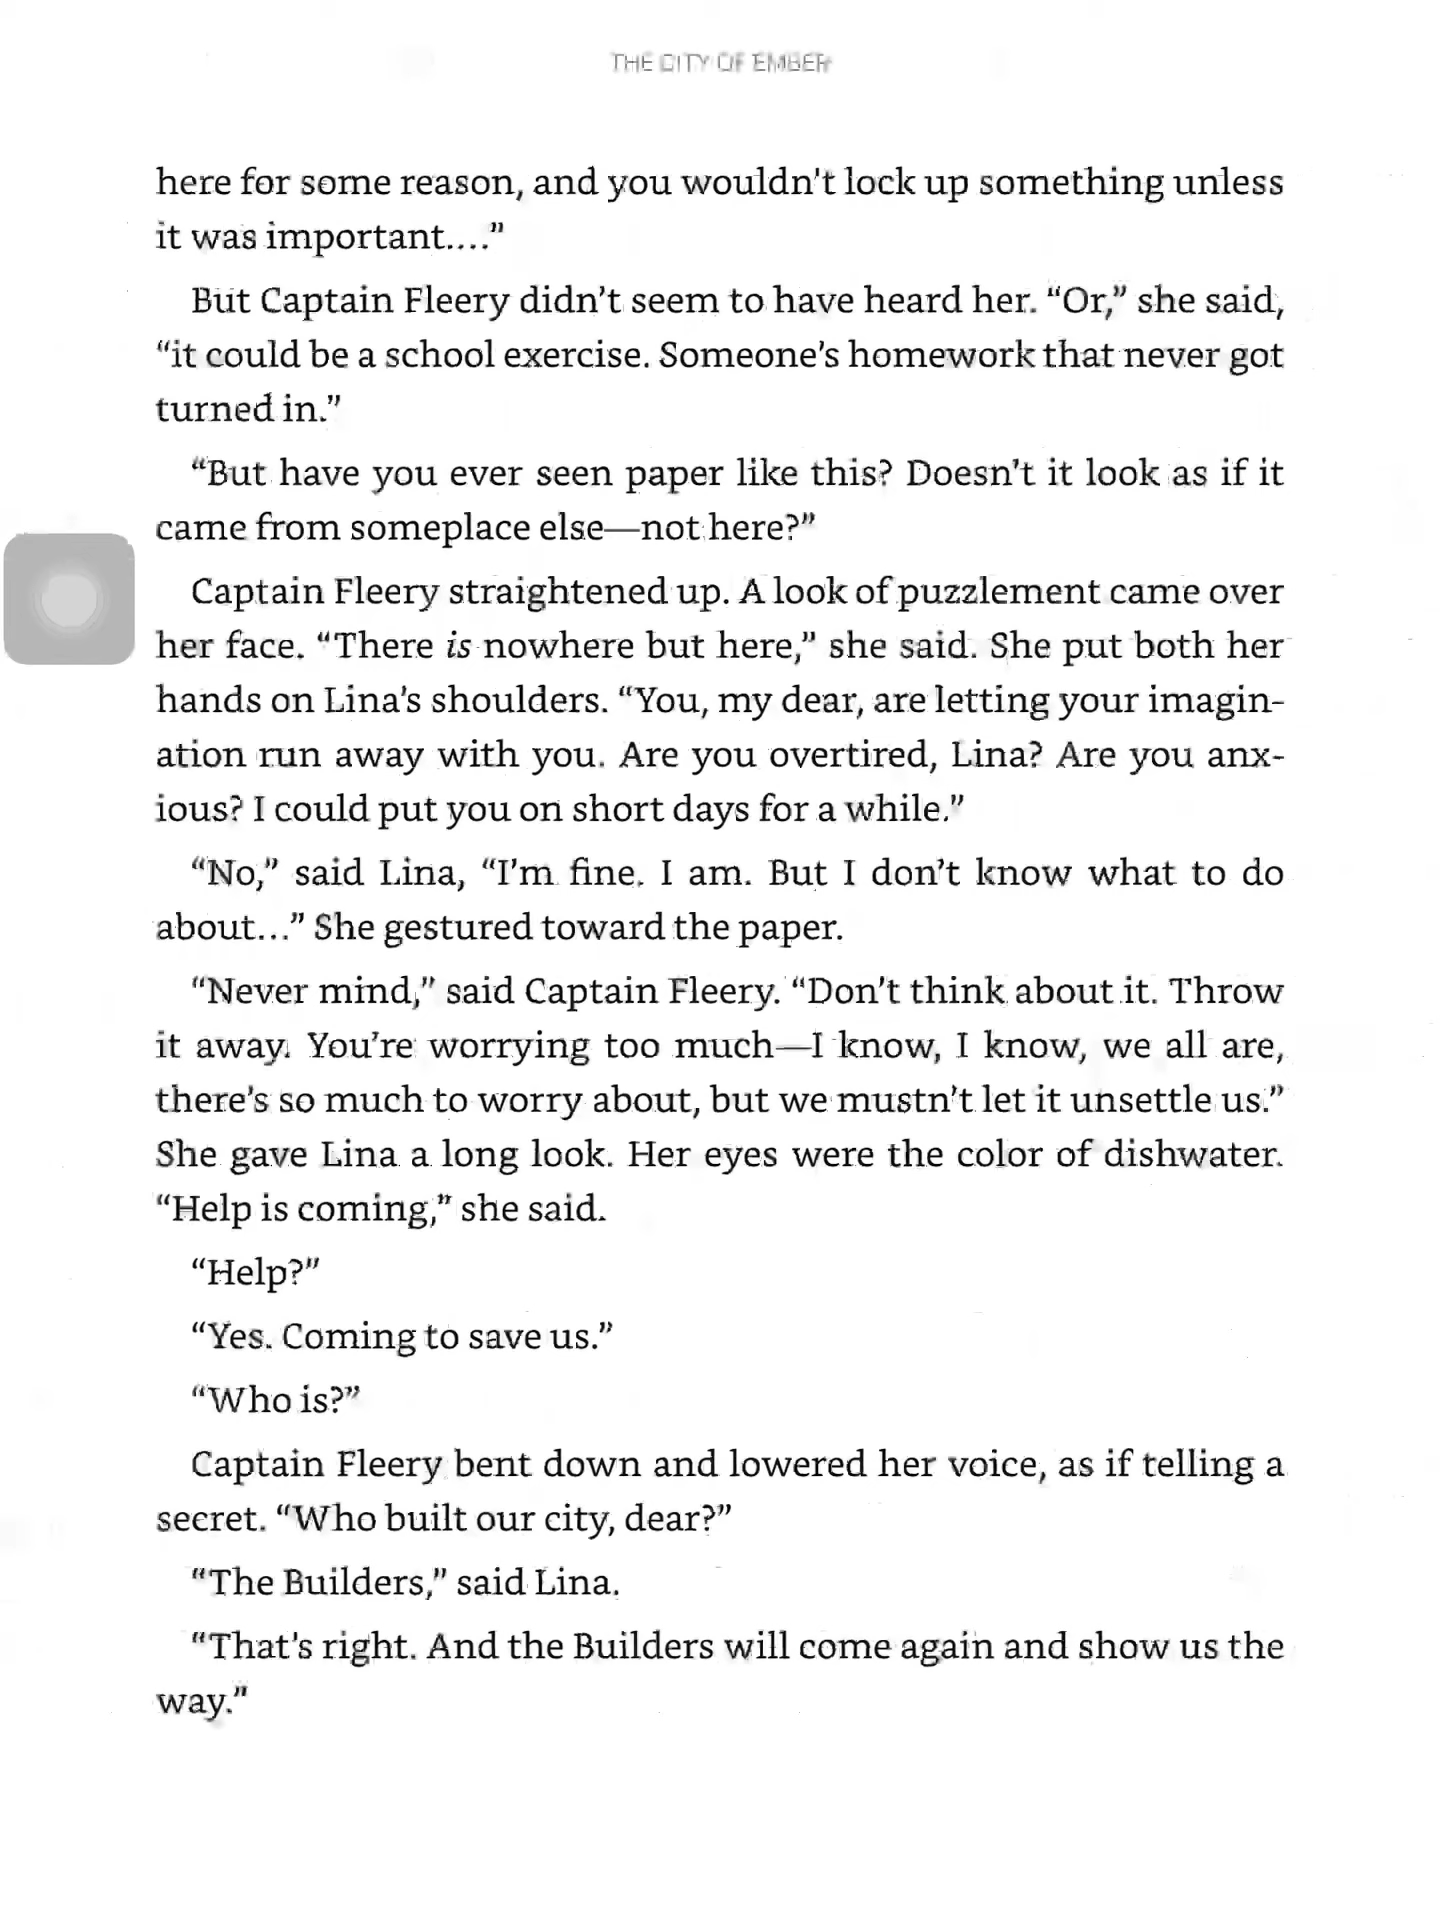 THE CITY OF EMBER
here for some reason, and you wouldn't lock up something unless
it was important....”
But Captain Fleery didn't seem to have heard her. “Or,” she said,
“it could be a school exercise. Someone's homework that never got
turned in.”
“But have you ever seen paper like this? Doesn't it look as if it
came from someplace else—not here?”
Captain Fleery straightened up. A look of puzzlement came over
her face. “There is nowhere but here,” she said. She put both her
hands on Lina's shoulders. “You, my dear, are letting your imagin-
ation run away with you. Are you overtired, Lina? Are you anx-
ious? I could put you on short days for a while.”
“No,” said Lina, “I'm fine. I am. But I don't know what to do
about...” She gestured toward the paper.
“Never mind,” said Captain Fleery. “Don't think about it. Throw
it away. You're worrying too much—I know, I know, we all are,
there's so much to worry about, but we mustn't let it unsettle us.”
She gave Lina a long look. Her eyes were the color of dishwater.
“Help is coming,” she said.
“Help?”
“Yes. Coming to save us.”
“Who is?”
Captain Fleery bent down and lowered her voice, as if telling a
secret. “Who built our city, dear?”
“The Builders,” said Lina.
“That's right. And the Builders will come again and show us the
way.”